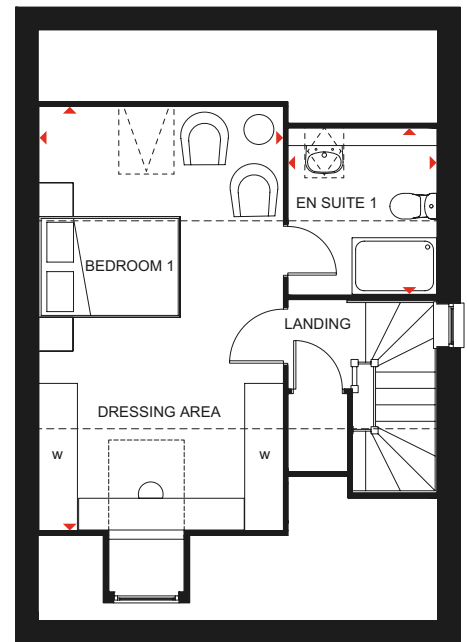 EN SUITE 1
BEDROOM 1
LANDING
DRESSING AREA
W
W